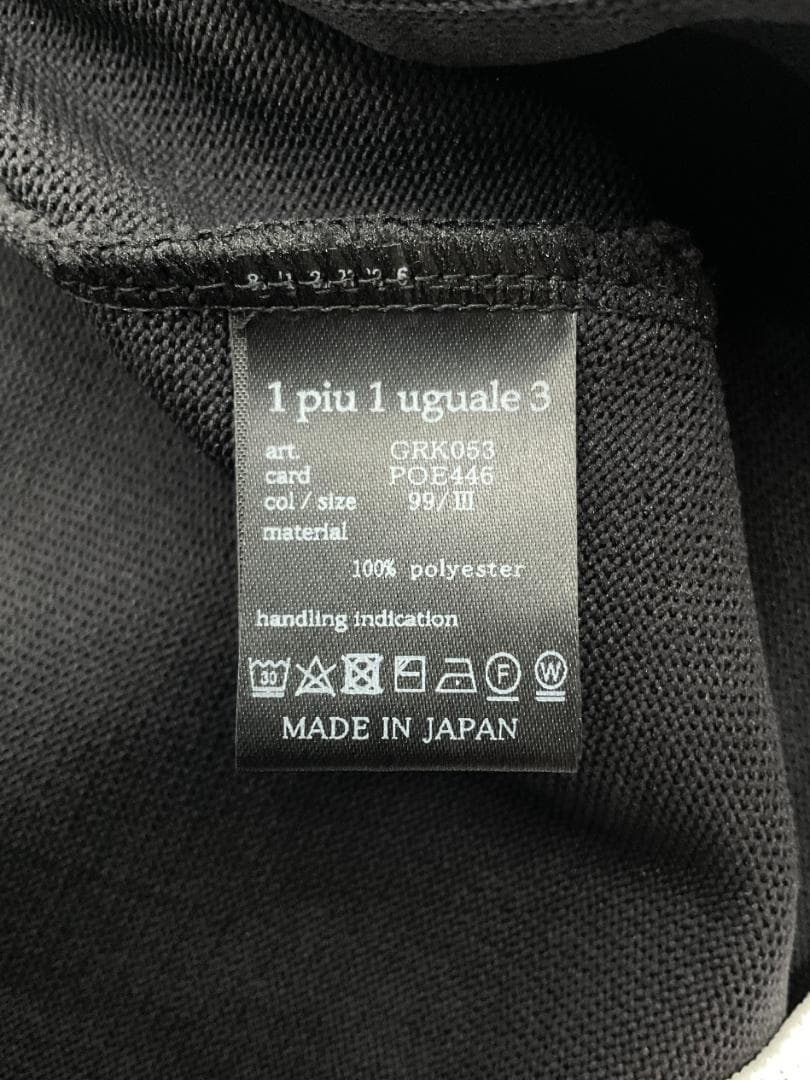 1 piu 1 uguale 3
art. GRK053
card POE446
col / size 99/III
material
100% polyester
handling indication
30
F
W
MADE IN JAPAN